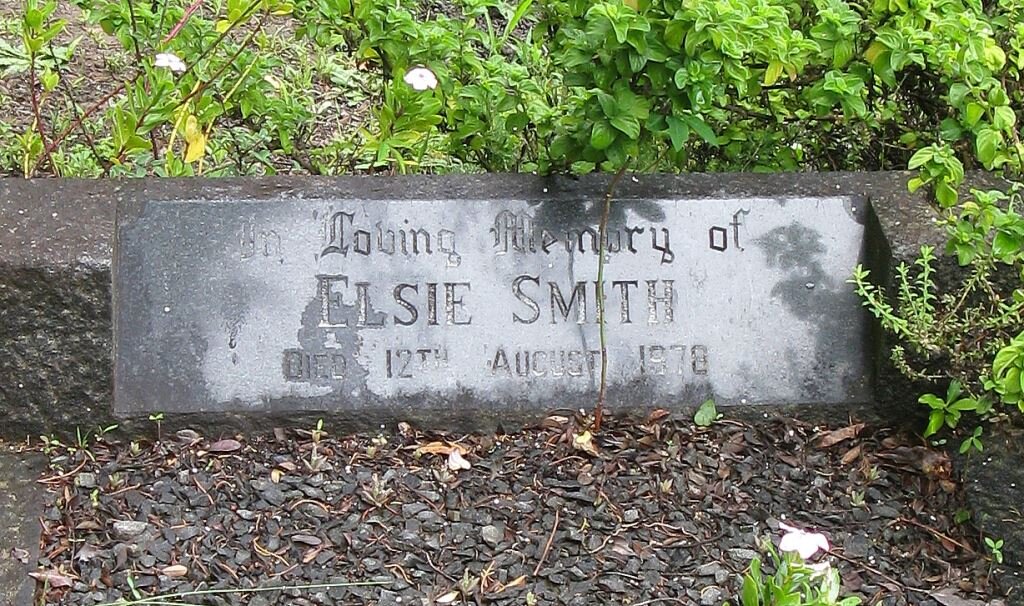 In Loving Memory of
ELSIE SMITH
DIED 12TH AUGUST 1978